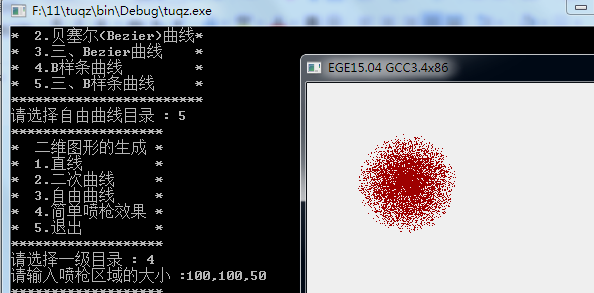 F:\11\tuqz\bin\Debug\tuqz.exe
* 2.贝塞尔(Bezier)曲线*
* 3.三、Bezier曲线 *
* 4.B样条曲线 *
* 5.三、B样条曲线 *
************************
请选择自由曲线目录 : 5
*******************
* 二维图形的生成 *
* 1.直线 *
* 2.二次曲线 *
* 3.自由曲线 *
* 4.简单喷枪效果 *
* 5.退出 *
*******************
请选择一级目录 : 4
请输入喷枪区域的大小 :100,100,50
*******************
EGE15.04 GCC3.4x86